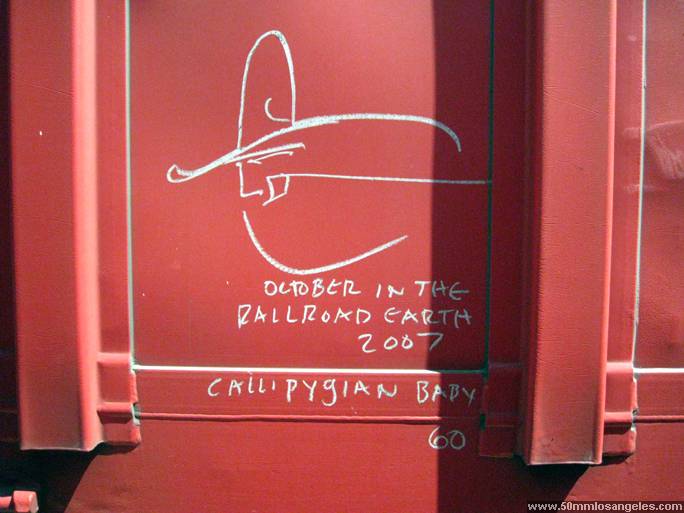 OCTOBER IN THE
RAILROAD EARTH
2007
CALLIPYGIAN BABY
60
www.50mmlosangeles.com